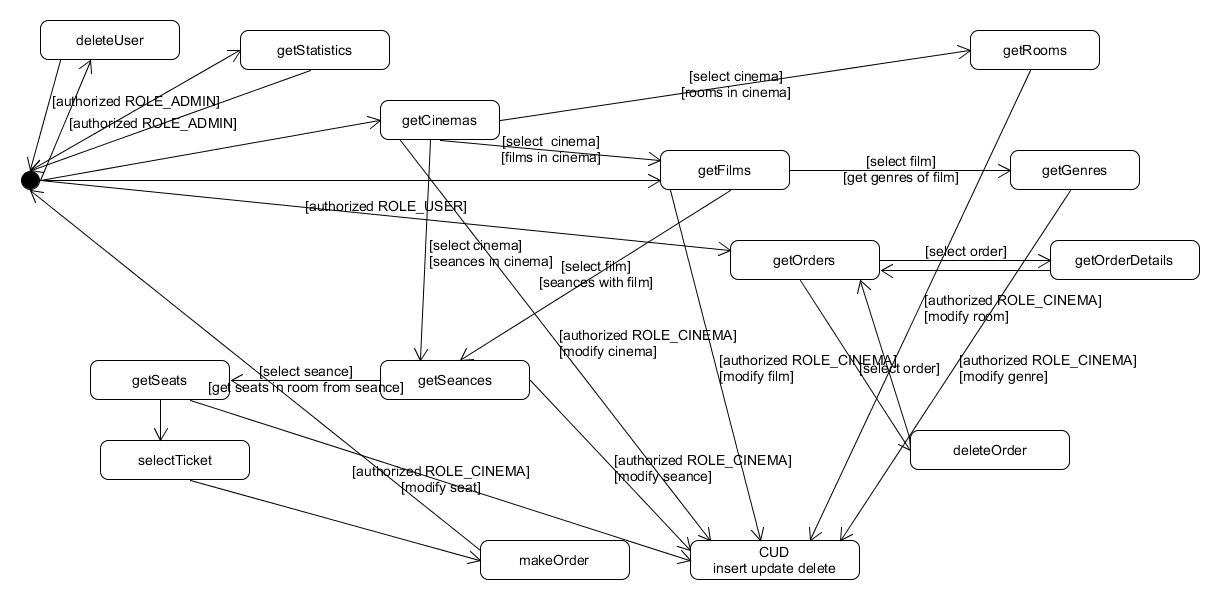 deleteUser
getStatistics
getRooms
[select cinema]
[rooms in cinema]
[authorized ROLE_ADMIN]
[authorized ROLE_ADMIN]
getCinemas
[select  cinema]
[films in cinema]
getFilms
[select film]
[get genres of film]
getGenres
[authorized ROLE_USER]
[select cinema]
[seances in cinema]
[select film]
[seances with film]
getOrders
[select order]
getOrderDetails
[authorized ROLE_CINEMA]
[modify room]
[authorized ROLE_CINEMA]
[modify cinema]
[authorized ROLE_CINEMA]
[modify film]
[select order]
[authorized ROLE_CINEMA]
[modify genre]
getSeats
[select seance]
[get seats in room from seance]
getSeances
selectTicket
[authorized ROLE_CINEMA]
[modify seat]
[authorized ROLE_CINEMA]
[modify seance]
deleteOrder
makeOrder
CUD
insert update delete